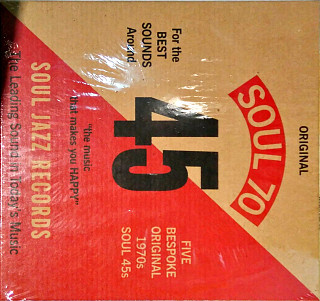 ORIGINAL
SOUL 70
For the
BEST
SOUNDS
Around
45
FIVE
BESPOKE
ORIGINAL
1970s
SOUL 45s
"the music
that makes you HAPPY"
SOUL JAZZ RECORDS
The Leading Sound in Today's Music